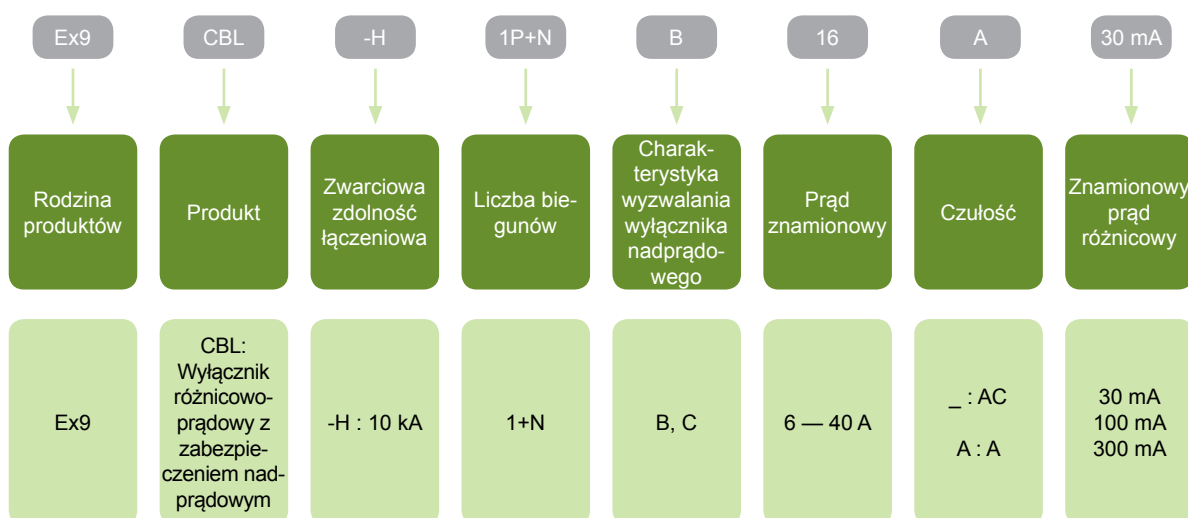 Ex9
CBL
-H
1P+N
B
16
A
30 mA
Rodzina
produktów
Produkt
Zwarciowa
zdolność
łączeniowa
Liczba bie-
gunów
Charak-
terystyka
wyzwalania
wyłącznika
nadprądo-
wego
Prąd
znamionowy
Czułość
Znamionowy
prąd
różnicowy
Ex9
CBL:
Wyłącznik
różnicowo-
prądowy z
zabezpie-
czeniem nad-
prądowym
-H : 10 kA
1+N
B, C
6 — 40 A
_ : AC
A : A
30 mA
100 mA
300 mA